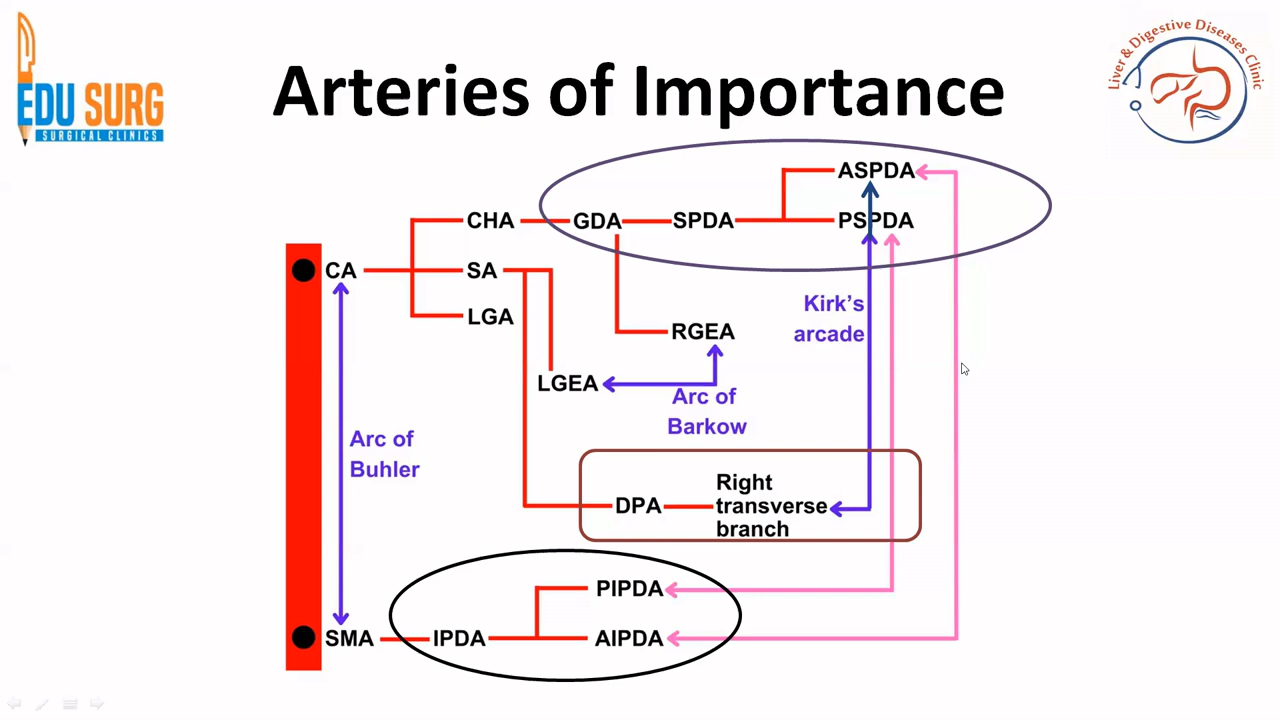 EDU SURG
SURGICAL CLINICS
Arteries of Importance
Liver & Digestive Diseases Clinic
ASPDA
CHA
GDA
SPDA
PSPDA
CA
SA
LGA
Kirk's
arcade
RGEA
LGEA
Arc of
Barkow
Arc of
Buhler
DPA
Right
transverse
branch
PIPDA
SMA
IPDA
AIPDA